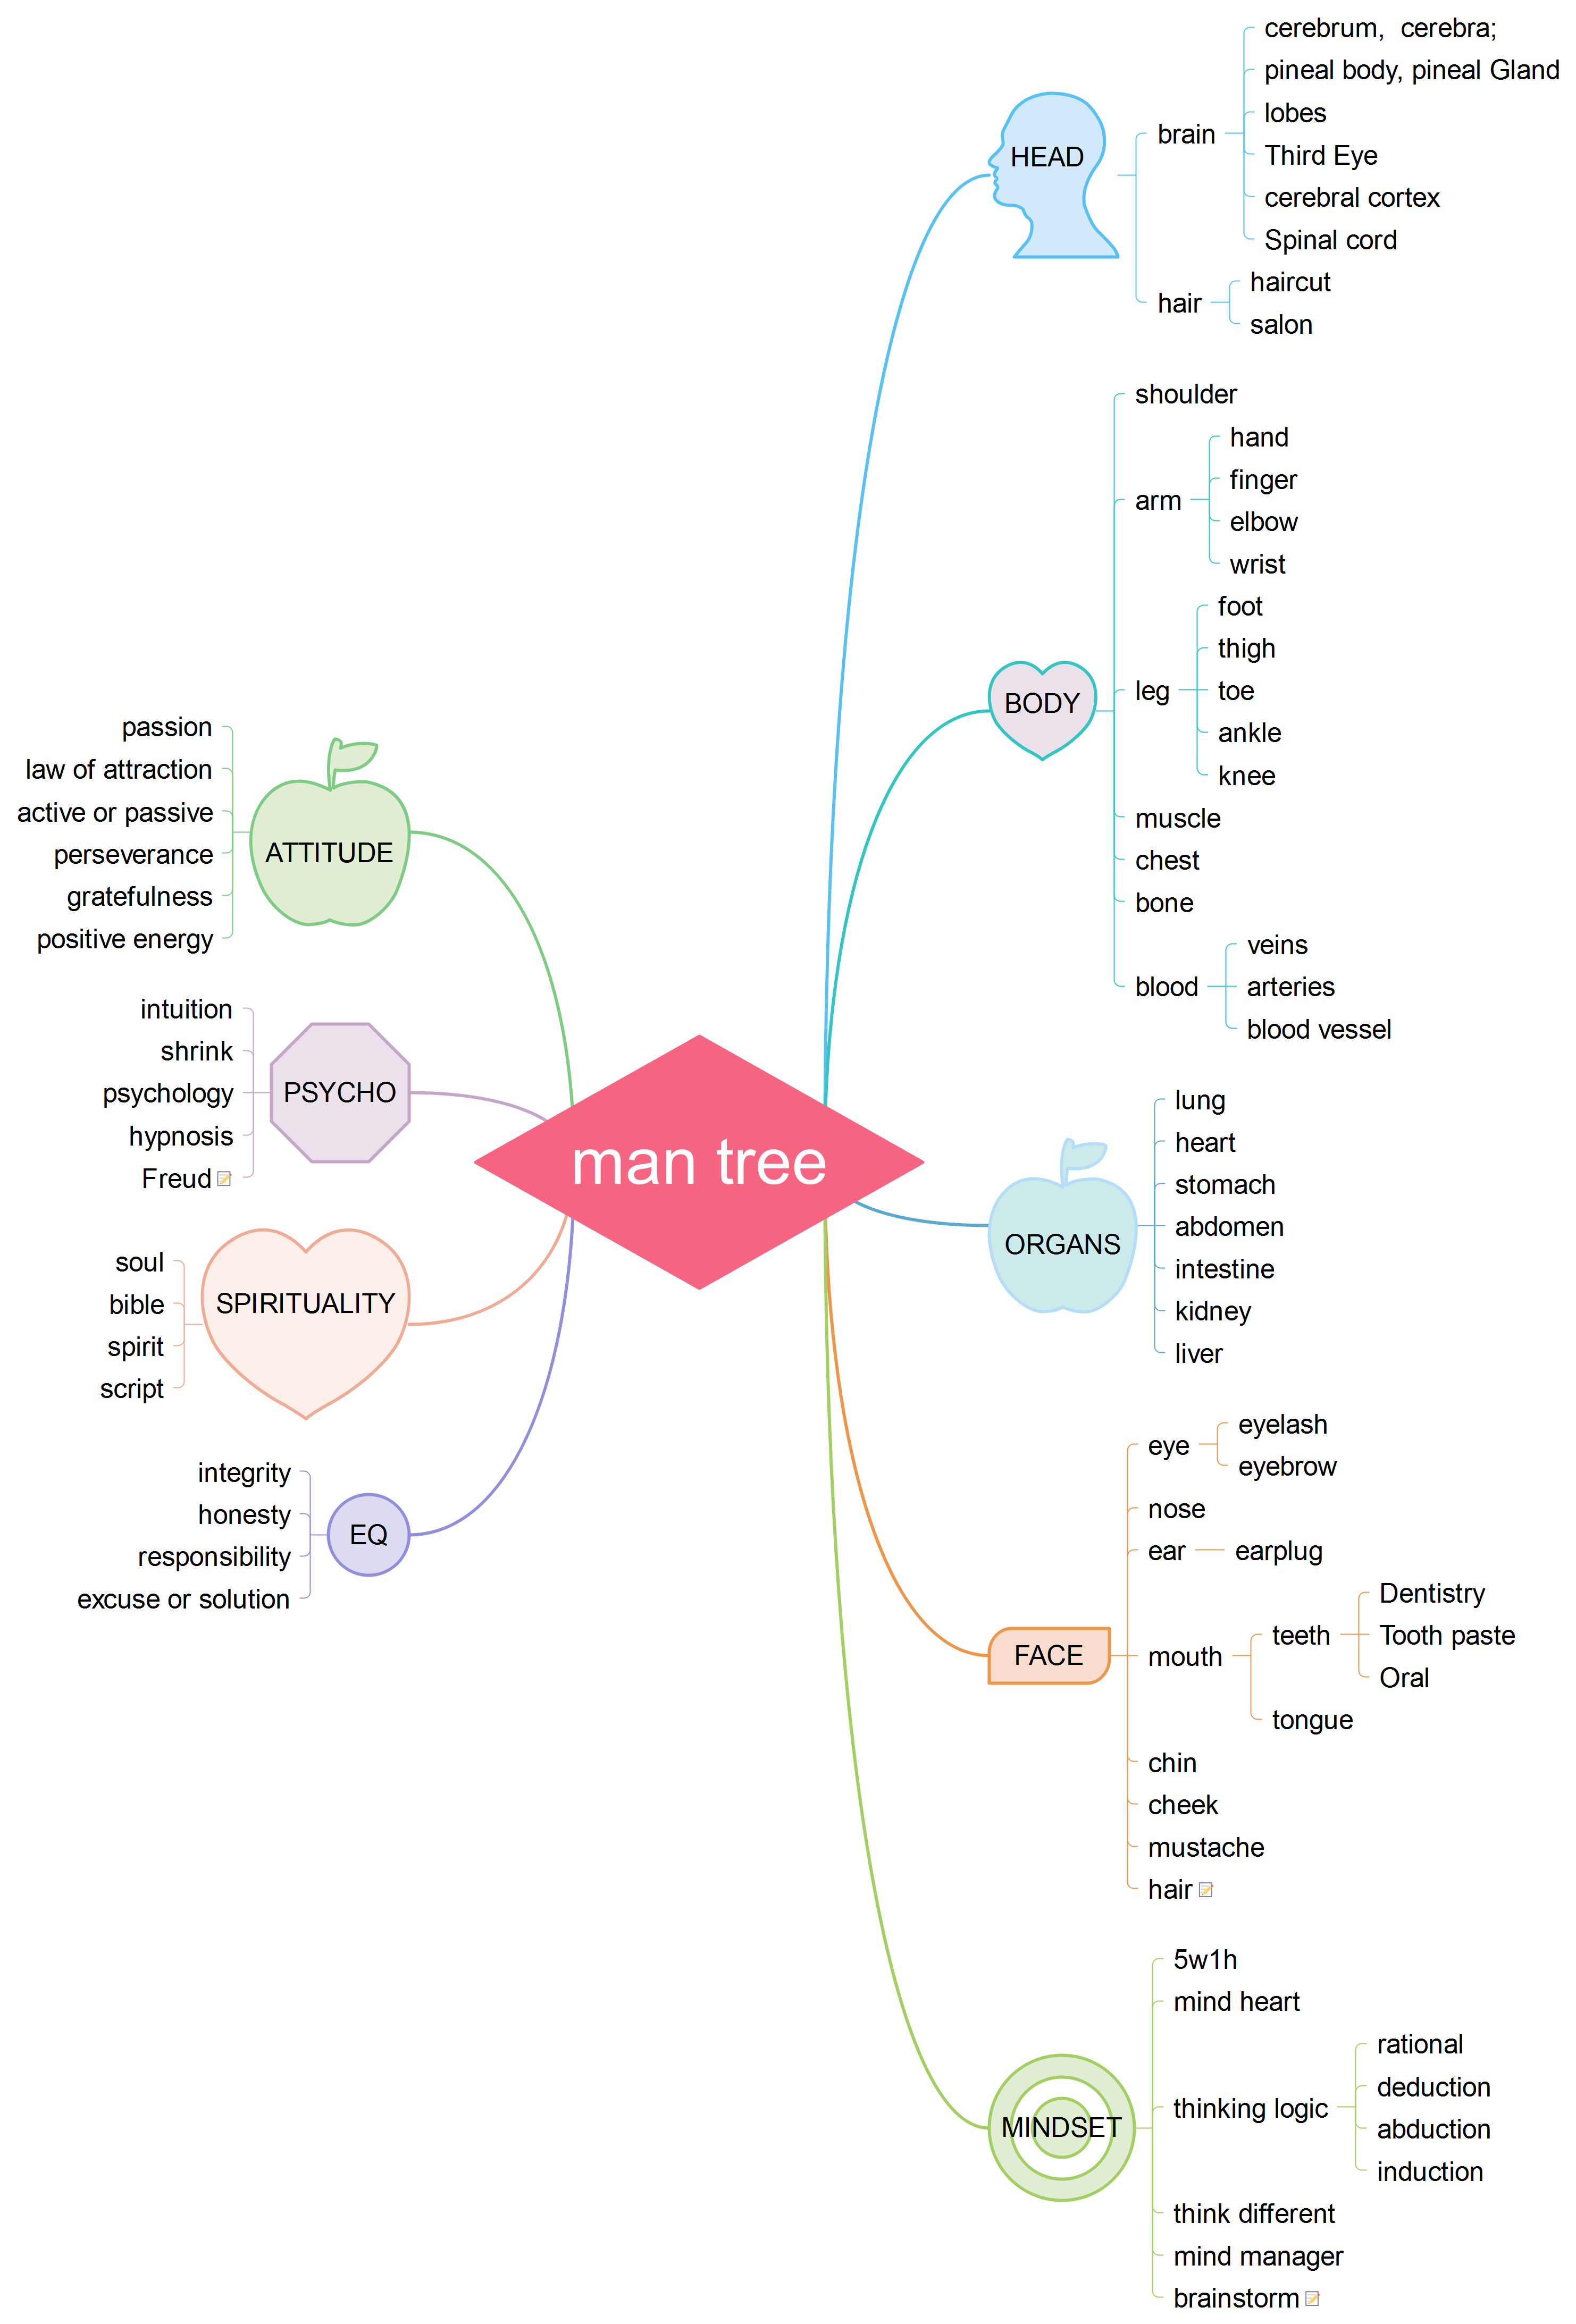 man tree
HEAD
brain
cerebrum,  cerebra;
pineal body, pineal Gland
lobes
Third Eye
cerebral cortex
Spinal cord
hair
haircut
salon
BODY
shoulder
arm
hand
finger
elbow
wrist
leg
foot
thigh
toe
ankle
knee
muscle
chest
bone
blood
veins
arteries
blood vessel
ORGANS
lung
heart
stomach
abdomen
intestine
kidney
liver
FACE
eye
eyelash
eyebrow
nose
ear
earplug
mouth
teeth
Dentistry
Tooth paste
Oral
tongue
chin
cheek
mustache
hair
MINDSET
5w1h
mind heart
thinking logic
rational
deduction
abduction
induction
think different
mind manager
brainstorm
ATTITUDE
passion
law of attraction
active or passive
perseverance
gratefulness
positive energy
PSYCHO
intuition
shrink
psychology
hypnosis
Freud
SPIRITUALITY
soul
bible
spirit
script
EQ
integrity
honesty
responsibility
excuse or solution